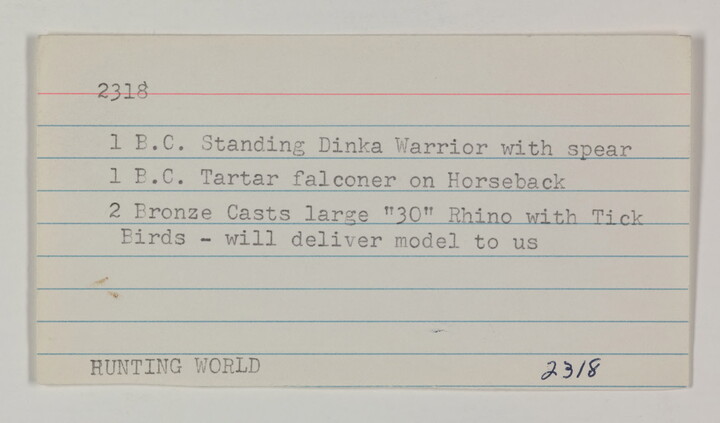 2318
1 B.C. Standing Dinka Warrior with spear
1 B.C. Tartar falconer on Horseback
2 Bronze Casts large "30" Rhino with Tick
Birds - will deliver model to us
RUNTING WORLD
2318